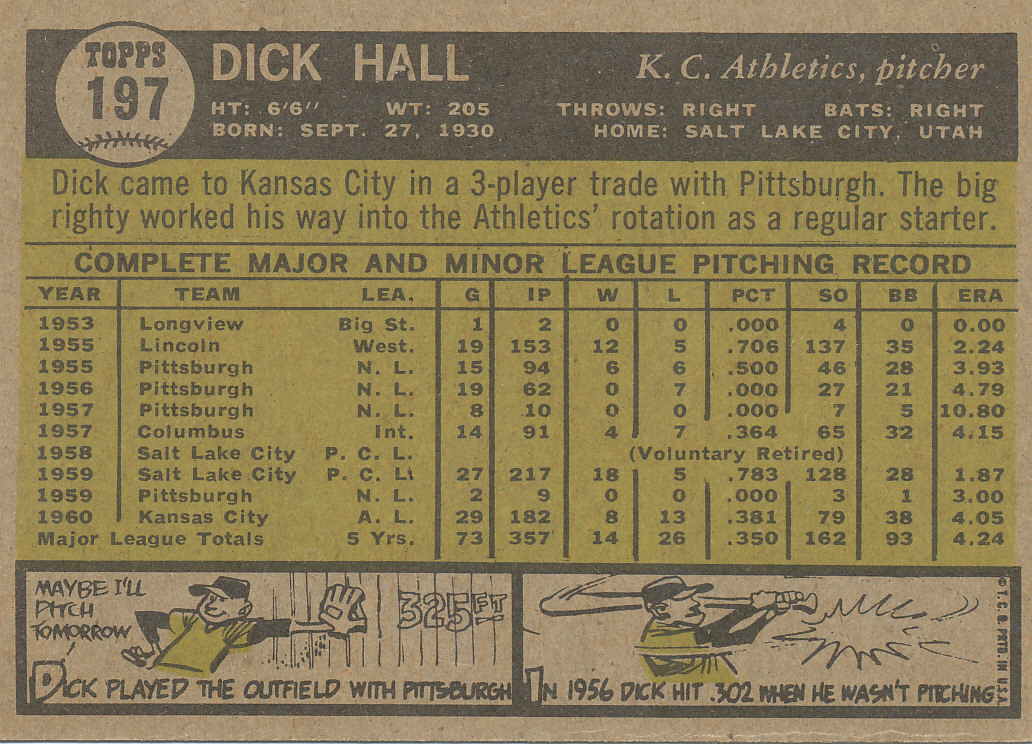 TOPPS
197
DICK HALL
K. C. Athletics, pitcher
HT: 6'6" WT: 205 THROWS: RIGHT BATS: RIGHT
BORN: SEPT. 27, 1930 HOME: SALT LAKE CITY, UTAH
Dick came to Kansas City in a 3-player trade with Pittsburgh. The big
righty worked his way into the Athletics' rotation as a regular starter.
COMPLETE MAJOR AND MINOR LEAGUE PITCHING RECORD
YEAR TEAM LEA. G IP W L PCT SO BB ERA
1953 Longview Big St. 1 2 0 0 .000 4 0 0.00
1955 Lincoln West. 19 153 12 5 .706 137 35 2.24
1955 Pittsburgh N. L. 15 94 6 6 .500 46 28 3.93
1956 Pittsburgh N. L. 19 62 0 7 .000 27 21 4.79
1957 Pittsburgh N. L. 8 10 0 0 .000 7 5 10.80
1957 Columbus Int. 14 91 4 7 .364 65 32 4.15
1958 Salt Lake City P. C. L. (Voluntary Retired)
1959 Salt Lake City P. C. L. 27 217 18 5 .783 128 28 1.87
1959 Pittsburgh N. L. 2 9 0 0 .000 3 1 3.00
1960 Kansas City A. L. 29 182 8 13 .381 79 38 4.05
Major League Totals 5 Yrs. 73 357 14 26 .350 162 93 4.24
MAYBE I'LL
PITCH
TOMORROW
325 FT
DICK PLAYED THE OUTFIELD WITH PITTSBURGH
IN 1956 DICK HIT .302 WHEN HE WASN'T PITCHING
© T. C. G. PRTD. IN U.S.A.